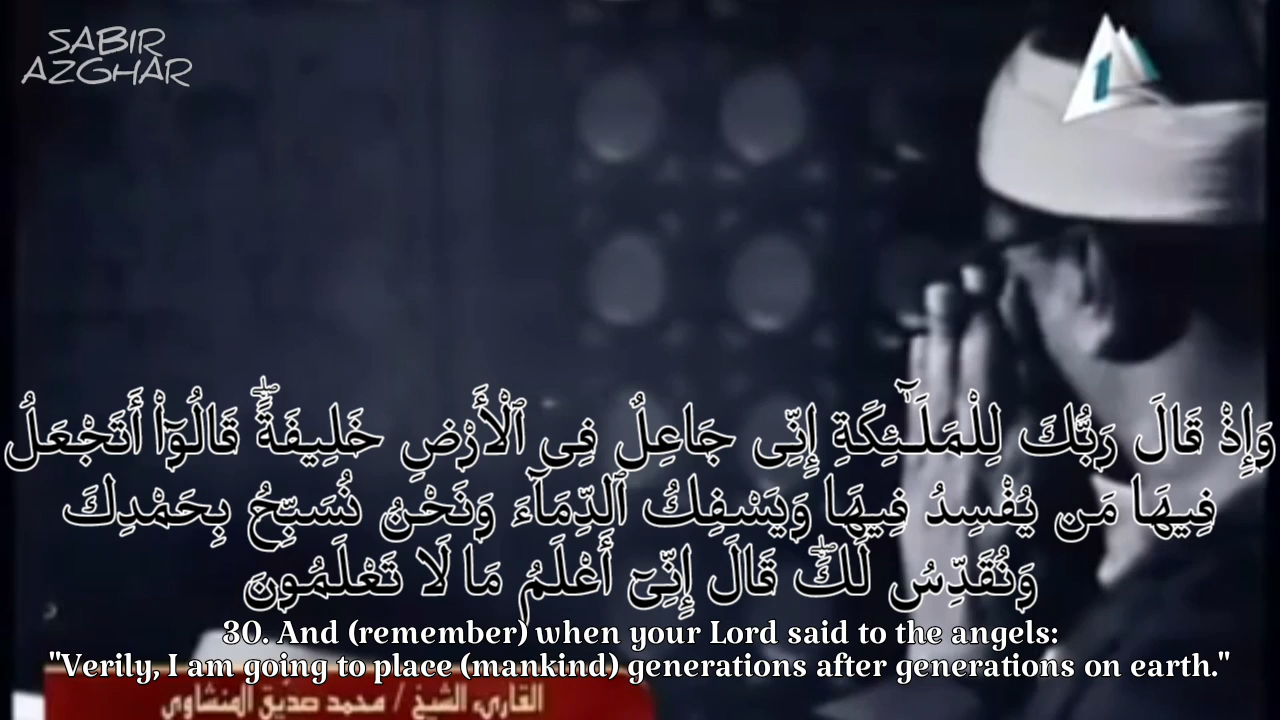 SABIR
AZGHAR
1
وَإِذْ قَالَ رَبُّكَ لِلْمَلَـٰٓئِكَةِ إِنِّى جَاعِلٌ فِى ٱلْأَرْضِ خَلِيفَةً ۖ قَالُوٓا۟ أَتَجْعَلُ
فِيهَا مَن يُفْسِدُ فِيهَا وَيَسْفِكُ ٱلدِّمَآءَ وَنَحْنُ نُسَبِّحُ بِحَمْدِكَ
وَنُقَدِّسُ لَكَ ۖ قَالَ إِنِّىٓ أَعْلَمُ مَا لَا تَعْلَمُونَ
30. And (remember) when your Lord said to the angels:
"Verily, I am going to place (mankind) generations after generations on earth."
القارىء الشيخ / محمد صديق المنشاوي